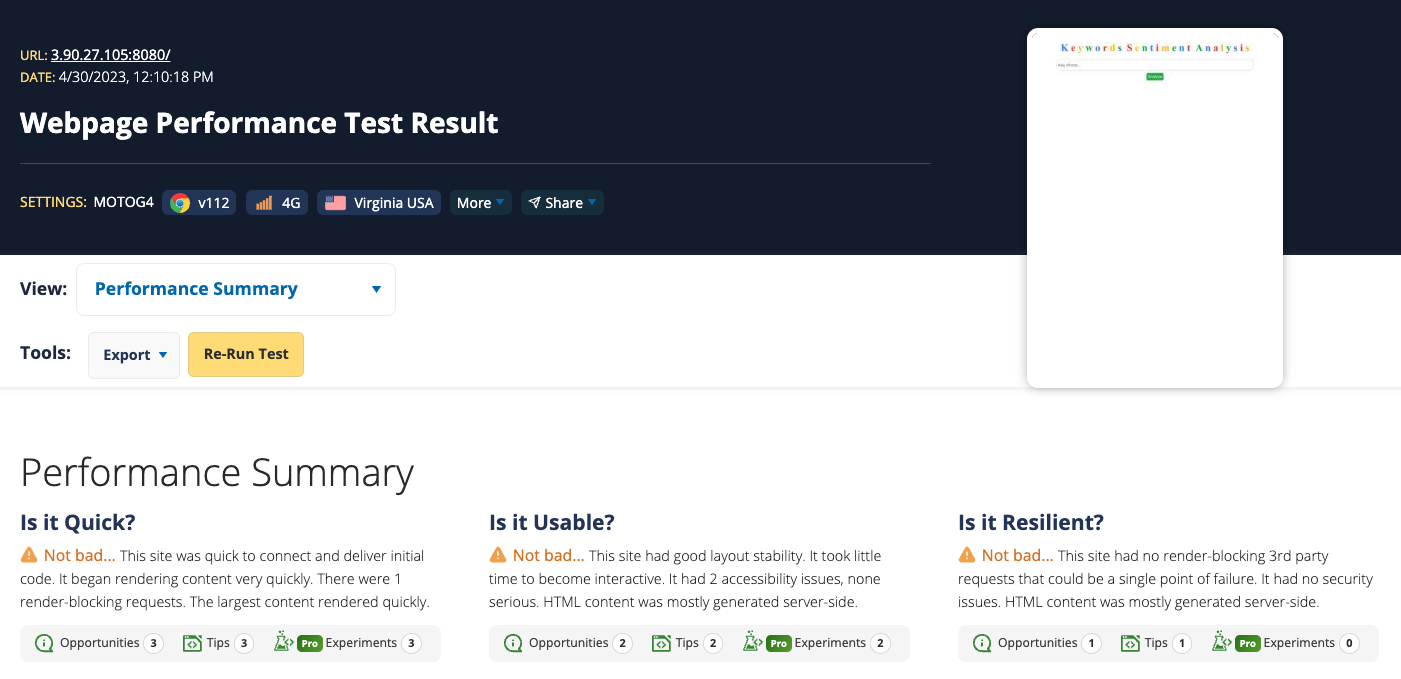 URL: 3.90.27.105:8080/
DATE: 4/30/2023, 12:10:18 PM
Webpage Performance Test Result
SETTINGS: MOTOG4 v112 4G Virginia USA More Share
Keywords Sentiment Analysis
View: Performance Summary
Tools: Export Re-Run Test
Performance Summary
Is it Quick?
Not bad... This site was quick to connect and deliver initial
code. It began rendering content very quickly. There were 1
render-blocking requests. The largest content rendered quickly.
Opportunities 3 Tips 3 Pro Experiments 3
Is it Usable?
Not bad... This site had good layout stability. It took little
time to become interactive. It had 2 accessibility issues, none
serious. HTML content was mostly generated server-side.
Opportunities 2 Tips 2 Pro Experiments 2
Is it Resilient?
Not bad... This site had no render-blocking 3rd party
requests that could be a single point of failure. It had no security
issues. HTML content was mostly generated server-side.
Opportunities 1 Tips 1 Pro Experiments 0